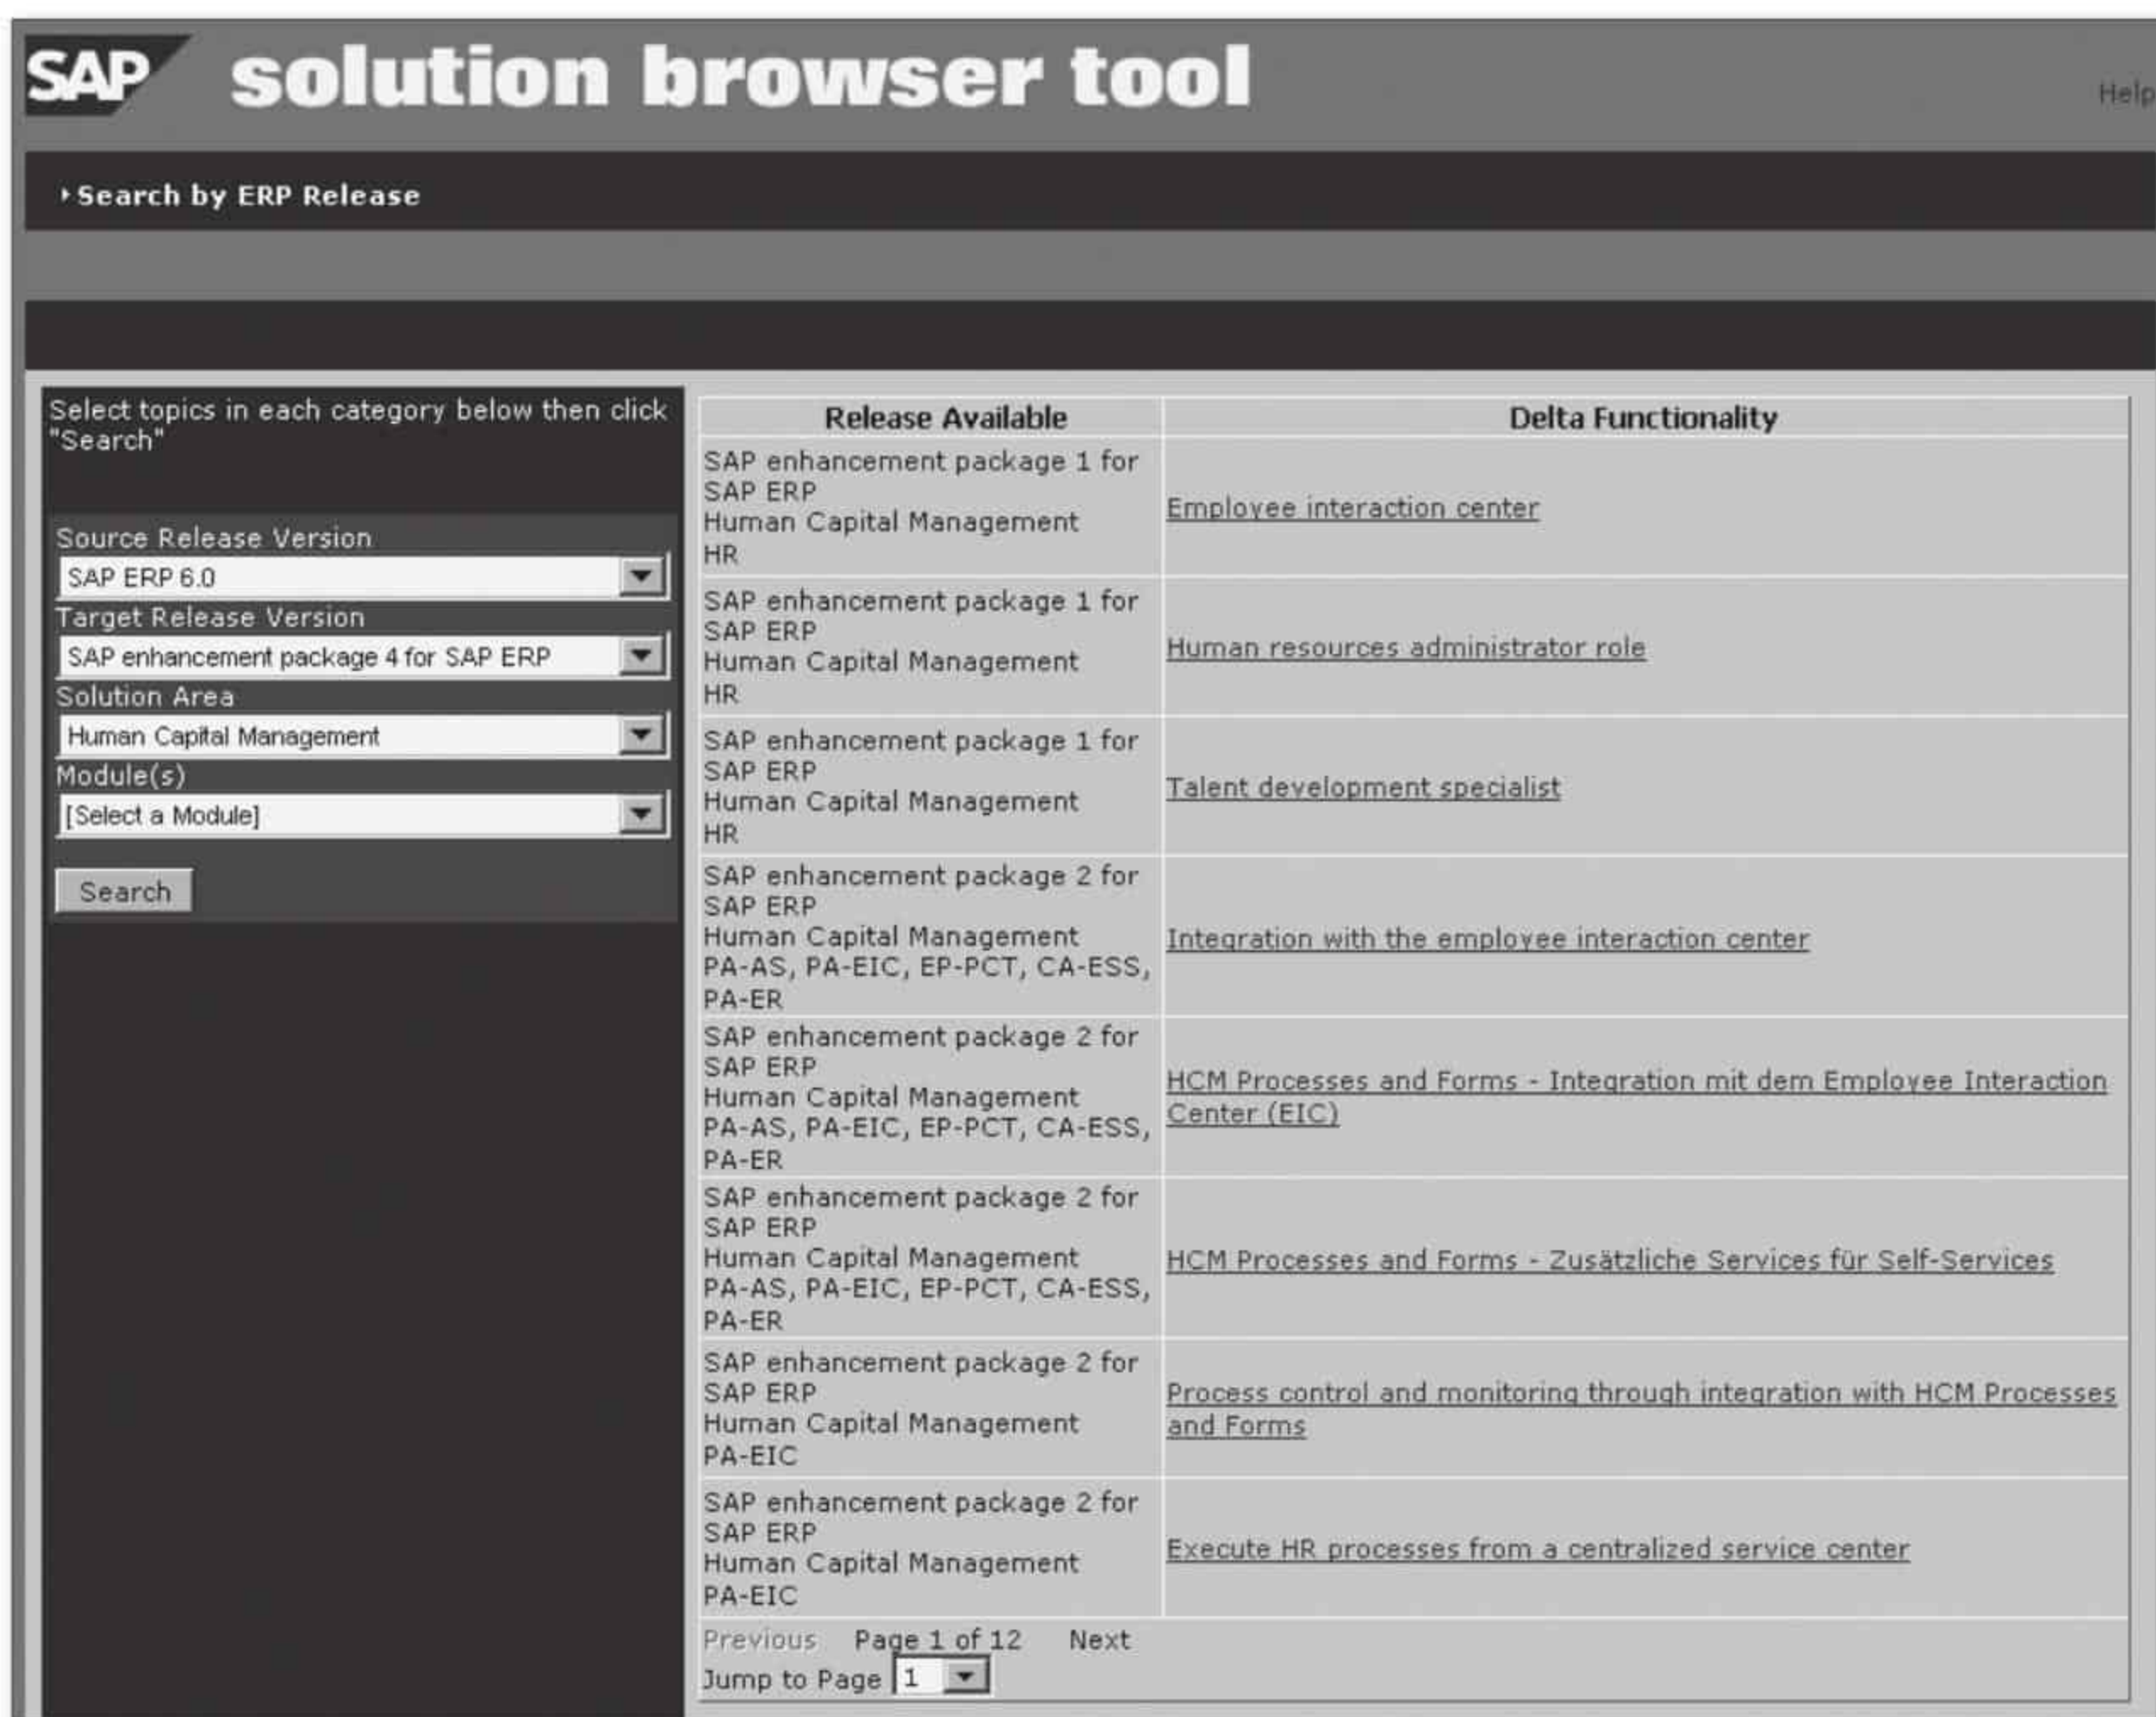 SAP solution browser tool
Help
Search by ERP Release
Select topics in each category below then click
"Search"
Source Release Version
SAP ERP 6.0
Target Release Version
SAP enhancement package 4 for SAP ERP
Solution Area
Human Capital Management
Module(s)
[Select a Module]
Search
Release Available
Delta Functionality
SAP enhancement package 1 for
SAP ERP
Human Capital Management
HR
Employee interaction center
SAP enhancement package 1 for
SAP ERP
Human Capital Management
HR
Human resources administrator role
SAP enhancement package 1 for
SAP ERP
Human Capital Management
HR
Talent development specialist
SAP enhancement package 2 for
SAP ERP
Human Capital Management
PA-AS, PA-EIC, EP-PCT, CA-ESS,
PA-ER
Integration with the employee interaction center
SAP enhancement package 2 for
SAP ERP
Human Capital Management
PA-AS, PA-EIC, EP-PCT, CA-ESS,
PA-ER
HCM Processes and Forms - Integration mit dem Employee Interaction
Center (EIC)
SAP enhancement package 2 for
SAP ERP
Human Capital Management
PA-AS, PA-EIC, EP-PCT, CA-ESS,
PA-ER
HCM Processes and Forms - Zusätzliche Services für Self-Services
SAP enhancement package 2 for
SAP ERP
Human Capital Management
PA-EIC
Process control and monitoring through integration with HCM Processes
and Forms
SAP enhancement package 2 for
SAP ERP
Human Capital Management
PA-EIC
Execute HR processes from a centralized service center
Previous Page 1 of 12 Next
Jump to Page 1